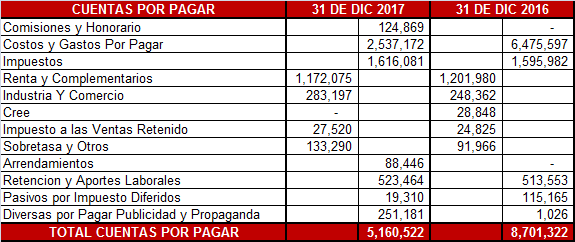 CUENTAS POR PAGAR 31 DE DIC 2017 31 DE DIC 2016
Comisiones y Honorario 124,869 -
Costos y Gastos Por Pagar 2,537,172 6,475,597
Impuestos 1,616,081 1,595,982
Renta y Complementarios 1,172,075 1,201,980
Industria Y Comercio 283,197 248,362
Cree - 28,848
Impuesto a las Ventas Retenido 27,520 24,825
Sobretasa y Otros 133,290 91,966
Arrendamientos 88,446 -
Retencion y Aportes Laborales 523,464 513,553
Pasivos por Impuesto Diferidos 19,310 115,165
Diversas por Pagar Publicidad y Propaganda 251,181 1,026
TOTAL CUENTAS POR PAGAR 5,160,522 8,701,322